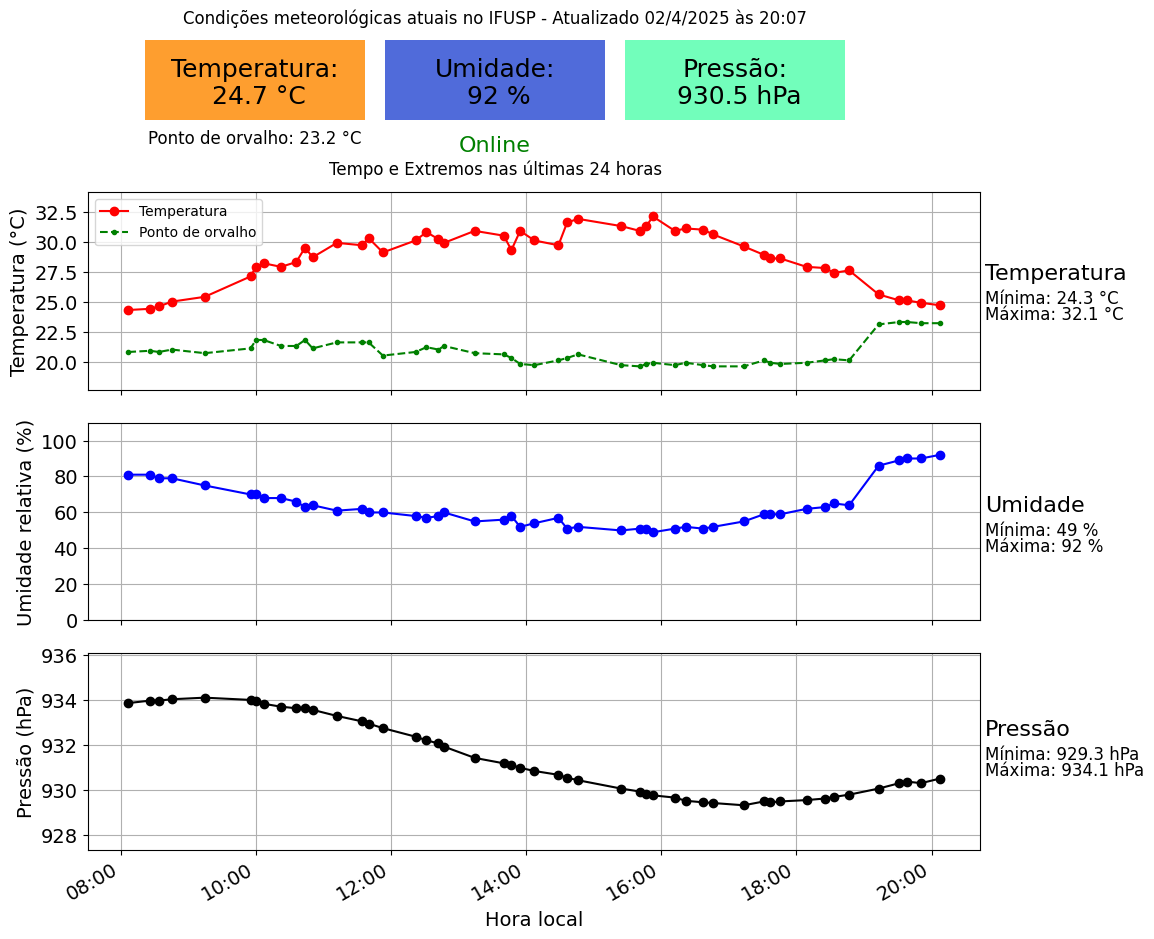 Condições meteorológicas atuais no IFUSP - Atualizado 02/4/2025 às 20:07
Temperatura:
24.7 °C
Umidade:
92 %
Pressão:
930.5 hPa
Ponto de orvalho: 23.2 °C
Online
Tempo e Extremos nas últimas 24 horas
Temperatura (°C)
32.5
30.0
27.5
25.0
22.5
20.0
Temperatura
Ponto de orvalho
Temperatura
Mínima: 24.3 °C
Máxima: 32.1 °C
Umidade relativa (%)
100
80
60
40
20
0
Umidade
Mínima: 49 %
Máxima: 92 %
Pressão (hPa)
936
934
932
930
928
Pressão
Mínima: 929.3 hPa
Máxima: 934.1 hPa
08:00
10:00
12:00
14:00
16:00
18:00
20:00
Hora local